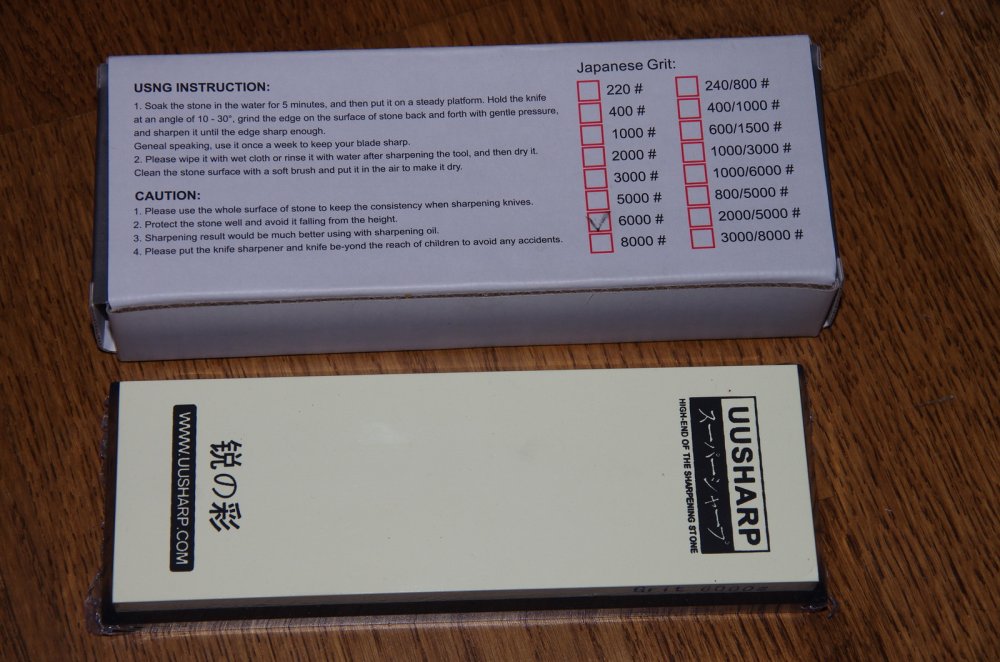 USNG INSTRUCTION:
1. Soak the stone in the water for 5 minutes, and then put it on a steady platform. Hold the knife
at an angle of 10 - 30°, grind the edge on the surface of stone back and forth with gentle pressure,
and sharpen it until the edge sharp enough.
Geneal speaking, use it once a week to keep your blade sharp.
2. Please wipe it with wet cloth or rinse it with water after sharpening the tool, and then dry it.
Clean the stone surface with a soft brush and put it in the air to make it dry.
CAUTION:
1. Please use the whole surface of stone to keep the consistency when sharpening knives.
2. Protect the stone well and avoid it falling from the height.
3. Sharpening result would be much better using with sharpening oil.
4. Please put the knife sharpener and knife be-yond the reach of children to avoid any accidents.
Japanese Grit:
220 #
400 #
1000 #
2000 #
3000 #
5000 #
6000 #
8000 #
240/800 #
400/1000 #
600/1500 #
1000/3000 #
1000/6000 #
800/5000 #
2000/5000 #
3000/8000 #
UUSHARP
スーパーシャープ
HIGH-END OF THE SHARPENING STONE
锐の彩
WWW.UUSHARP.COM
Grit 6000#